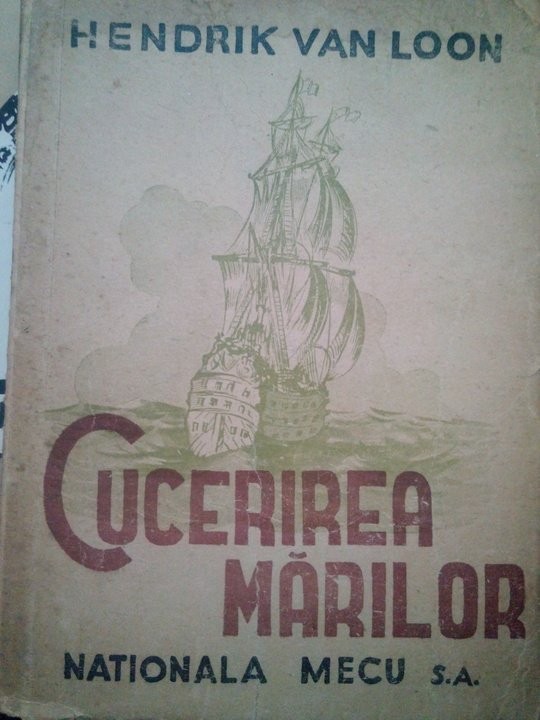 HENDRIK VAN LOON
CUCERIREA
MĂRILOR
NATIONALA MECU S.A.